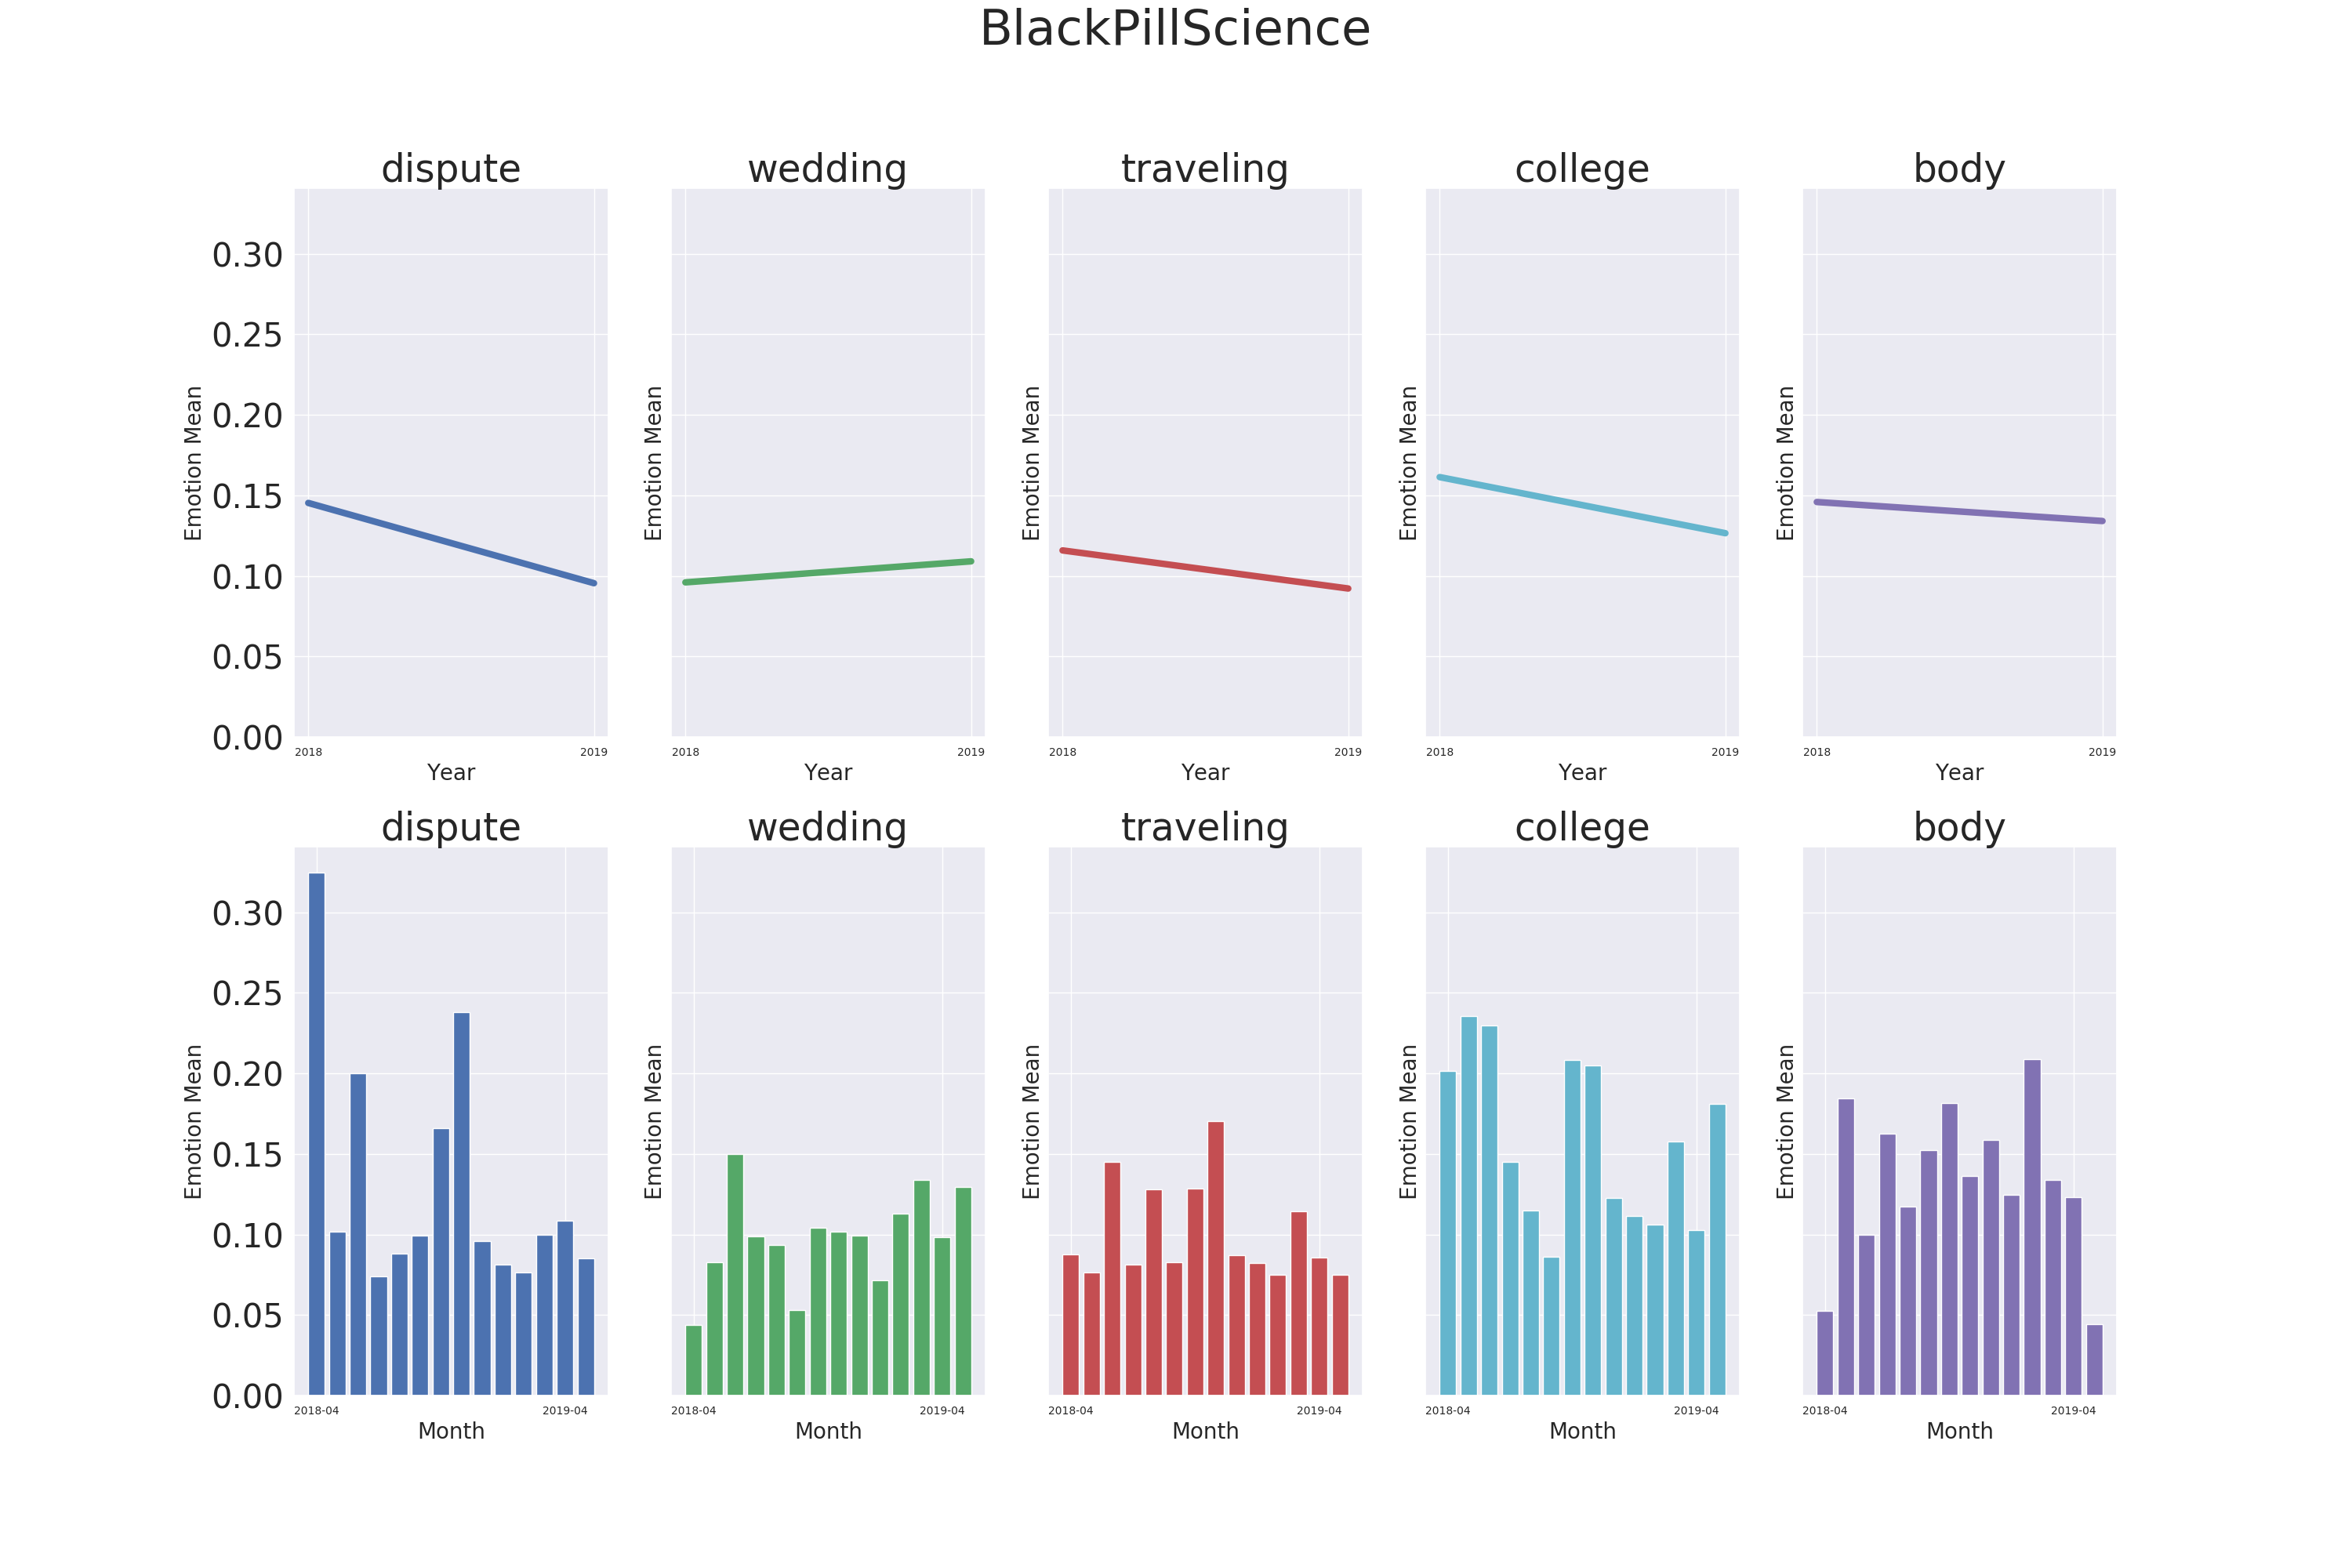 BlackPillScience
dispute wedding traveling college body
0.30
0.25
0.20
0.15
0.10
0.05
0.00
Emotion Mean Emotion Mean Emotion Mean Emotion Mean Emotion Mean
2018 2019 2018 2019 2018 2019 2018 2019 2018 2019
Year Year Year Year Year
dispute wedding traveling college body
0.30
0.25
0.20
0.15
0.10
0.05
0.00
Emotion Mean Emotion Mean Emotion Mean Emotion Mean Emotion Mean
2018-04 2019-04 2018-04 2019-04 2018-04 2019-04 2018-04 2019-04 2018-04 2019-04
Month Month Month Month Month